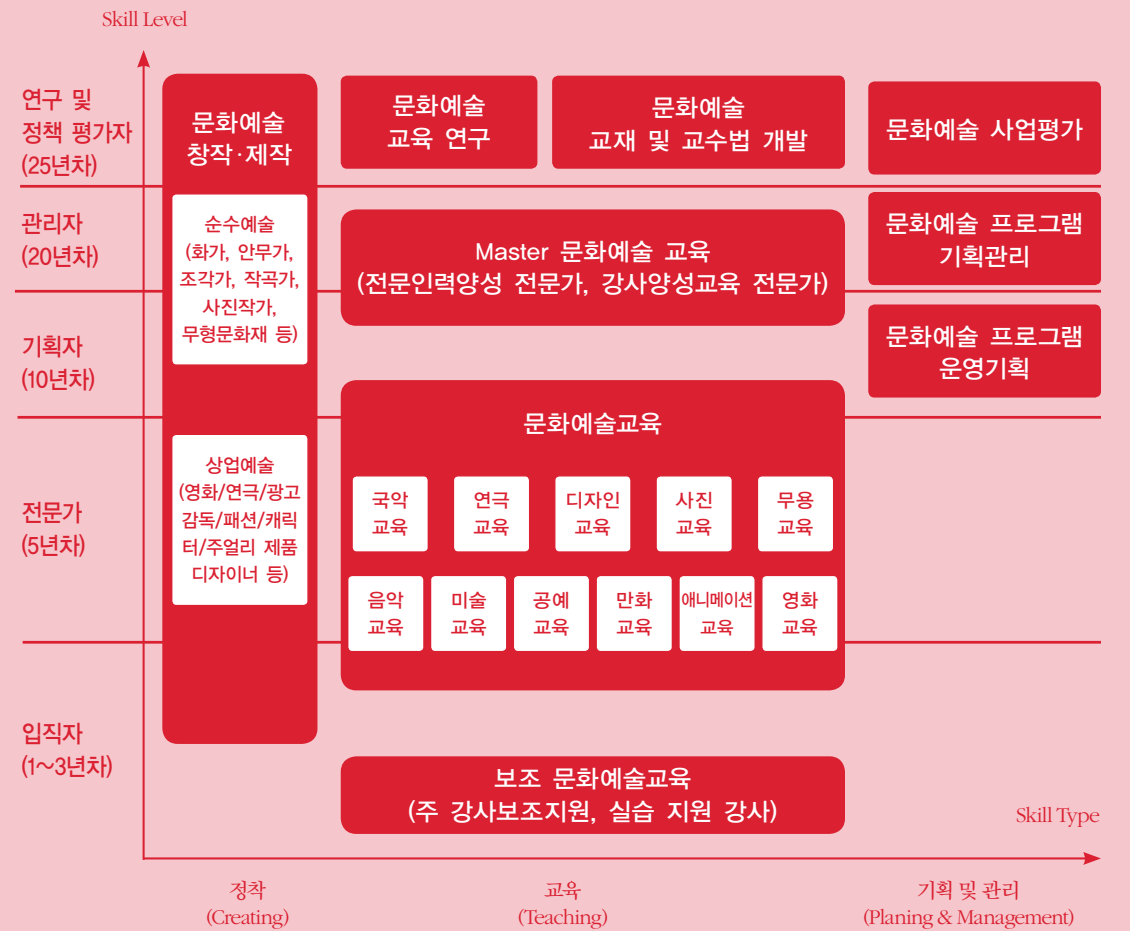 Skill Level
연구 및
정책 평가자
(25년차)
관리자
(20년차)
기획자
(10년차)
전문가
(5년차)
입직자
(1~3년차)
문화예술
창작·제작
순수예술
(화가, 안무가,
조각가, 작곡가,
사진작가,
무형문화재 등)
상업예술
(영화/연극/광고
감독/패션/캐릭
터/주얼리 제품
디자이너 등)
문화예술
교육 연구
문화예술
교재 및 교수법 개발
Master 문화예술 교육
(전문인력양성 전문가, 강사양성교육 전문가)
문화예술교육
국악
교육
연극
교육
디자인
교육
사진
교육
무용
교육
음악
교육
미술
교육
공예
교육
만화
교육
애니메이션
교육
영화
교육
보조 문화예술교육
(주 강사보조지원, 실습 지원 강사)
문화예술 사업평가
문화예술 프로그램
기획관리
문화예술 프로그램
운영기획
Skill Type
정착
(Creating)
교육
(Teaching)
기획 및 관리
(Planing & Management)